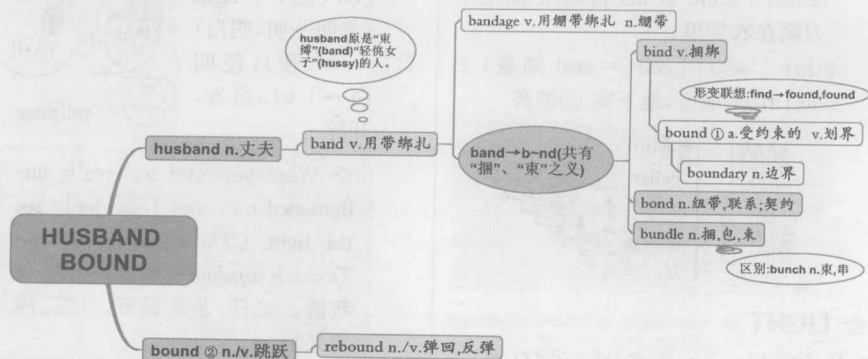 bandage v.用绷带绑扎 n.绷带
husband原是“束
缚”(band)“轻佻女
子”(hussy)的人。
bind v.捆绑
形变联想:find→found,found
husband n.丈夫
band v.用带绑扎
band→b~nd(共有
“捆”、“束”之义)
bound ① a.受约束的 v.划界
boundary n.边界
bond n.纽带,联系;契约
bundle n.捆,包,束
区别:bunch n.束,串
HUSBAND
BOUND
bound ② n./v.跳跃
rebound n./v.弹回,反弹